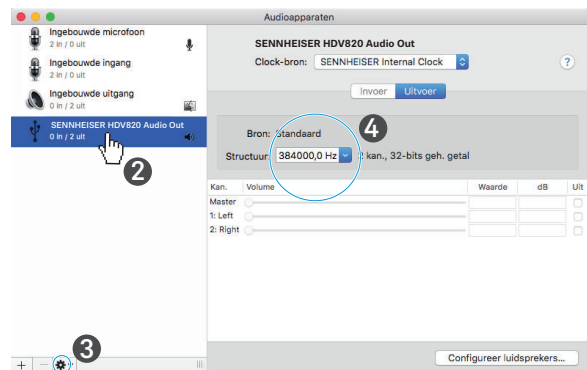 Audioapparaten
Ingebouwde microfoon
2 in / 0 uit
Ingebouwde ingang
2 in / 0 uit
Ingebouwde uitgang
0 in / 2 uit
SENNHEISER HDV820 Audio Out
0 in / 2 uit
2
3
+ −
SENNHEISER HDV820 Audio Out
Clock-bron: SENNHEISER Internal Clock
?
Invoer Uitvoer
4
Bron: Standaard
Structuur: 384000,0 Hz 2 kan., 32-bits geh. getal
Kan. Volume Waarde dB Uit
Master
1: Left
2: Right
Configureer luidsprekers...